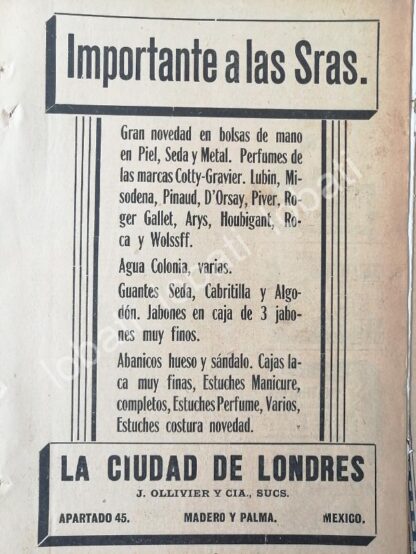 Importante a las Sras.
Gran novedad en bolsas de mano
en Piel, Seda y Metal. Perfumes de
las marcas Cotty-Gravier. Lubin, Mi-
sodena, Pinaud, D'Orsay, Piver, Ro-
ger Gallet, Arys, Houbigant, Ro-
ca y Wolssff.
Agua Colonia, varias.
Guantes Seda, Cabritilla y Algo-
dón. Jabones en caja de 3 jabo-
nes muy finos.
Abanicos hueso y sándalo. Cajas la-
ca muy finas, Estuches Manicure,
completos, Estuches Perfume, Varios,
Estuches costura novedad.
LA CIUDAD DE LONDRES
J. OLLIVIER Y CIA., SUCS.
APARTADO 45. MADERO Y PALMA. MEXICO.